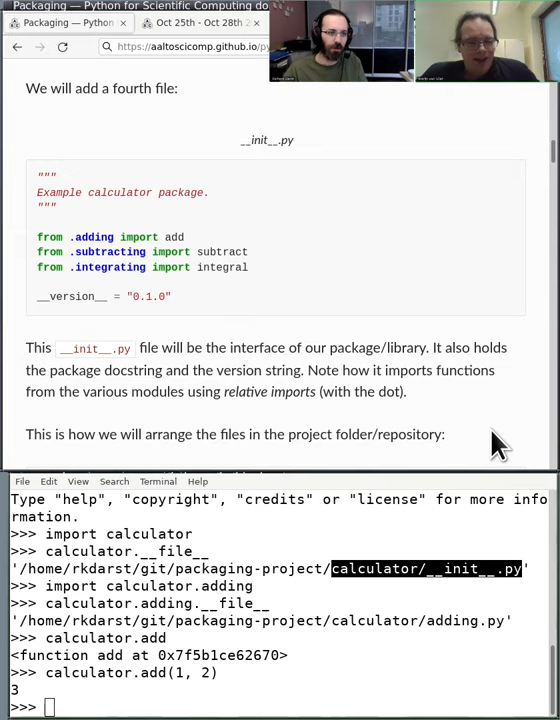 Packaging — Python for Scientific Computing do
Packaging — Python ×
Oct 25th - Oct 28th 2 ×
https://aaltoscicomp.github.io/py
We will add a fourth file:
__init__.py
"""
Example calculator package.
"""
from .adding import add
from .subtracting import subtract
from .integrating import integral
__version__ = "0.1.0"
This __init__.py file will be the interface of our package/library. It also holds
the package docstring and the version string. Note how it imports functions
from the various modules using relative imports (with the dot).
This is how we will arrange the files in the project folder/repository:
File Edit View Search Terminal Help
Type "help", "copyright", "credits" or "license" for more info
rmation.
>>> import calculator
>>> calculator.__file__
'/home/rkdarst/git/packaging-project/calculator/__init__.py'
>>> import calculator.adding
>>> calculator.adding.__file__
'/home/rkdarst/git/packaging-project/calculator/adding.py'
>>> calculator.add
<function add at 0x7f5b1ce62670>
>>> calculator.add(1, 2)
3
>>>